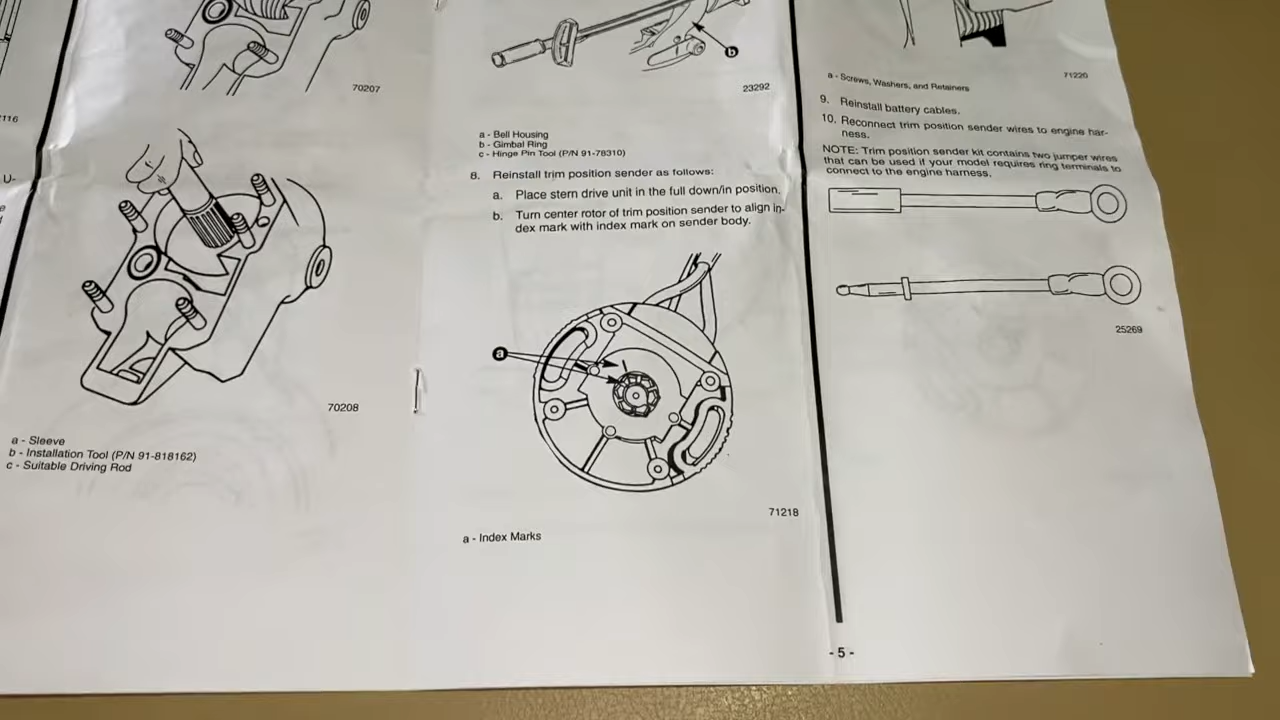 2116
U-
70207
70208
a - Sleeve
b - Installation Tool (P/N 91-818162)
c - Suitable Driving Rod
b
23292
a - Bell Housing
b - Gimbal Ring
c - Hinge Pin Tool (P/N 91-78310)
8. Reinstall trim position sender as follows:
a. Place stern drive unit in the full down/in position.
b. Turn center rotor of trim position sender to align in-
dex mark with index mark on sender body.
a
71218
a - Index Marks
71220
a - Screws, Washers, and Retainers
9. Reinstall battery cables.
10. Reconnect trim position sender wires to engine har-
ness.
NOTE: Trim position sender kit contains two jumper wires
that can be used if your model requires ring terminals to
connect to the engine harness.
25269
- 5 -